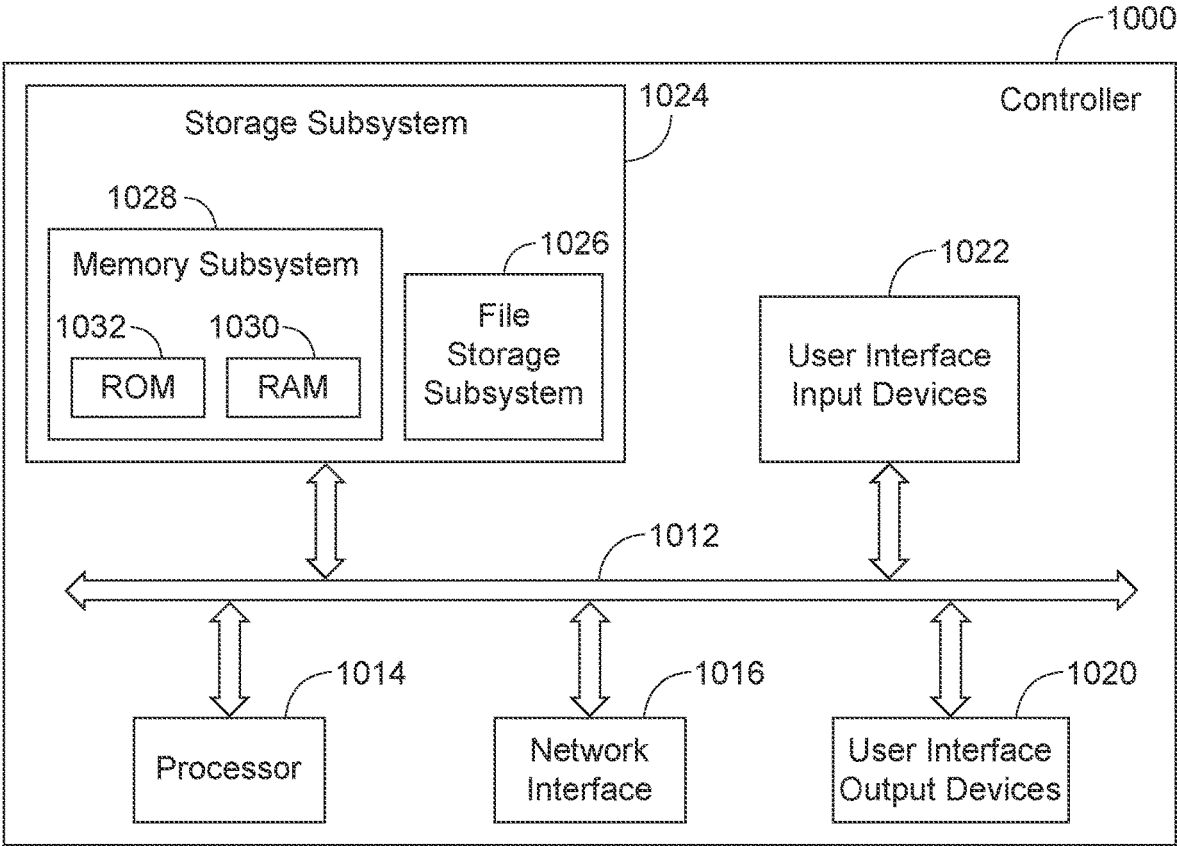 1000
Controller
1024
Storage Subsystem
1028
Memory Subsystem
1032
1030
ROM
RAM
1026
File
Storage
Subsystem
1022
User Interface
Input Devices
1012
1014
Processor
1016
Network
Interface
1020
User Interface
Output Devices